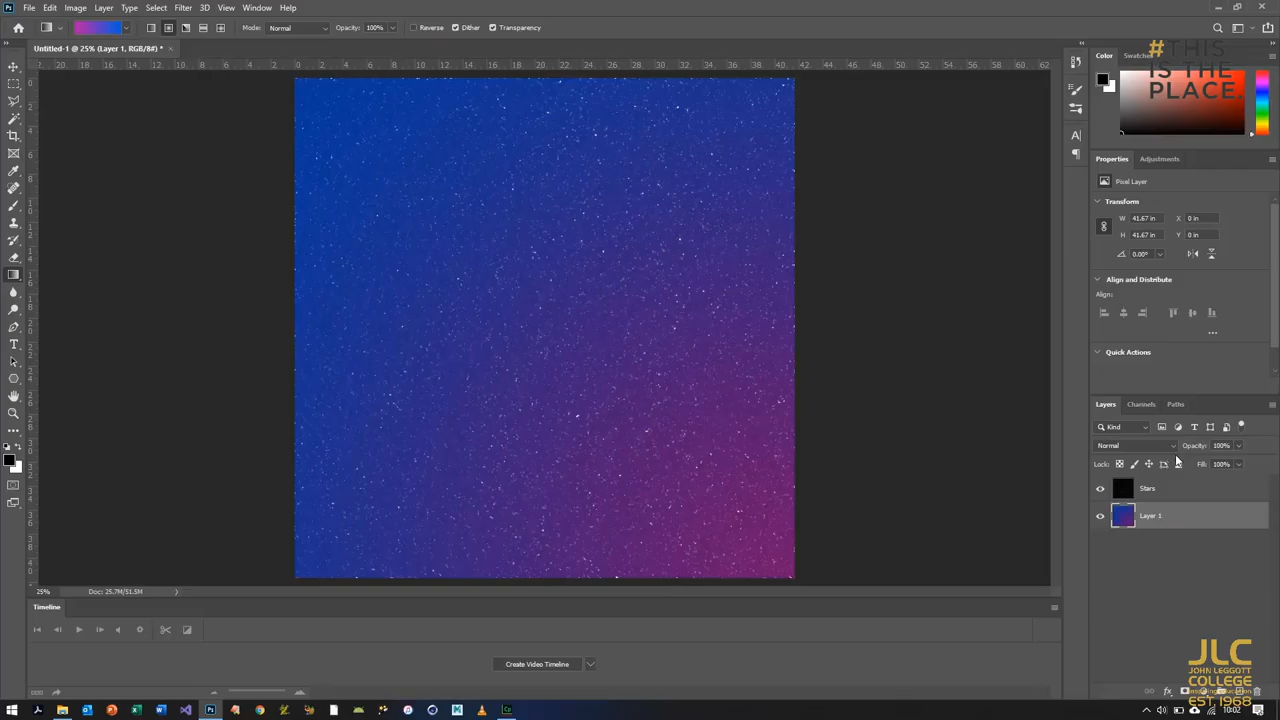 File Edit Image Layer Type Select Filter 3D View Window Help
Mode: Normal Opacity: 100% Reverse Dither Transparency
Untitled-1 @ 25% (Layer 1, RGB/8#) *
#THIS
IS THE
PLACE.
Color Swatches
Properties Adjustments
Pixel Layer
Transform
W 41.67 in X 0 in
H 41.67 in Y 0 in
0.00°
Align and Distribute
Align:
Quick Actions
Layers Channels Paths
Kind
Normal Opacity: 100%
Lock: Fill: 100%
Stars
Layer 1
25% Doc: 25.7M/51.5M
Timeline
Create Video Timeline
JLC
JOHN LEGGOTT
COLLEGE
EST. 1968
10:02